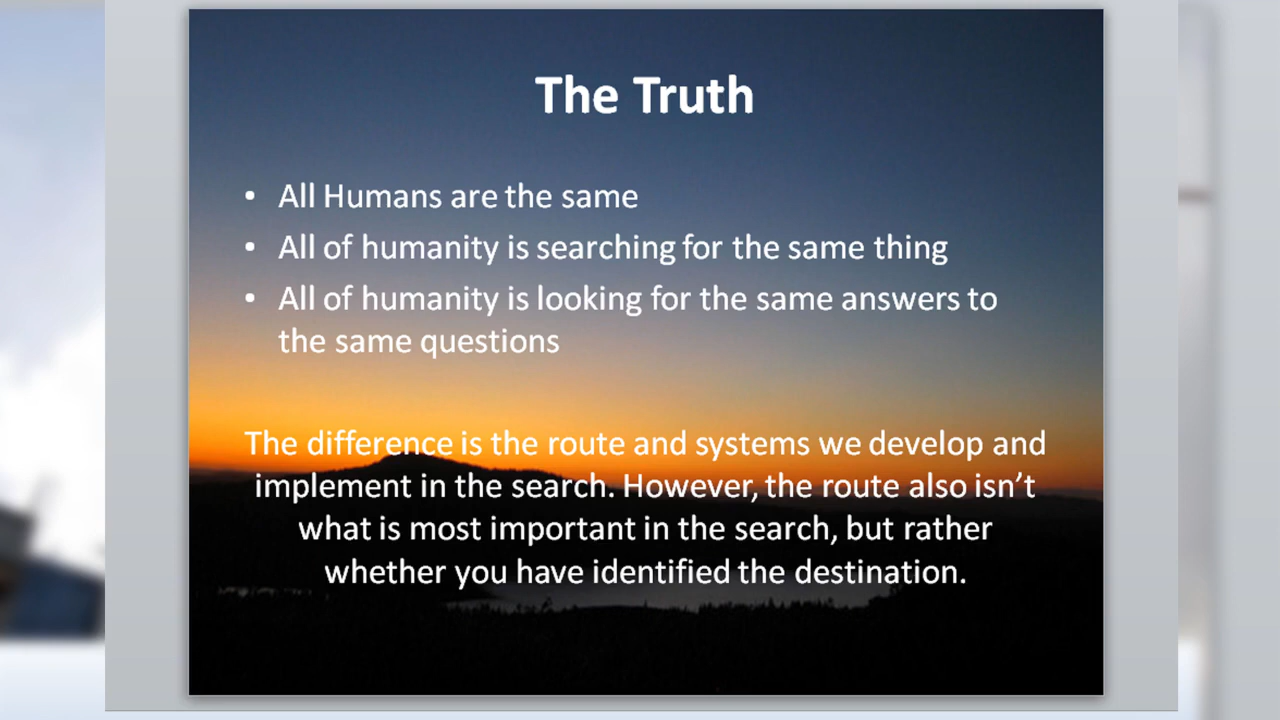 The Truth
• All Humans are the same
• All of humanity is searching for the same thing
• All of humanity is looking for the same answers to
the same questions
The difference is the route and systems we develop and
implement in the search. However, the route also isn't
what is most important in the search, but rather
whether you have identified the destination.